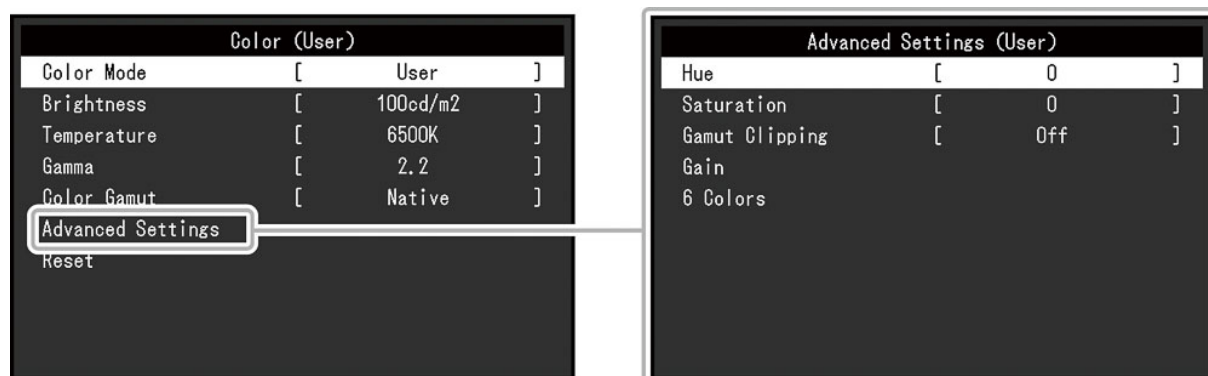 Color (User)
Color Mode [ User ]
Brightness [ 100cd/m2 ]
Temperature [ 6500K ]
Gamma [ 2.2 ]
Color Gamut [ Native ]
Advanced Settings
Reset
Advanced Settings (User)
Hue [ 0 ]
Saturation [ 0 ]
Gamut Clipping [ Off ]
Gain
6 Colors